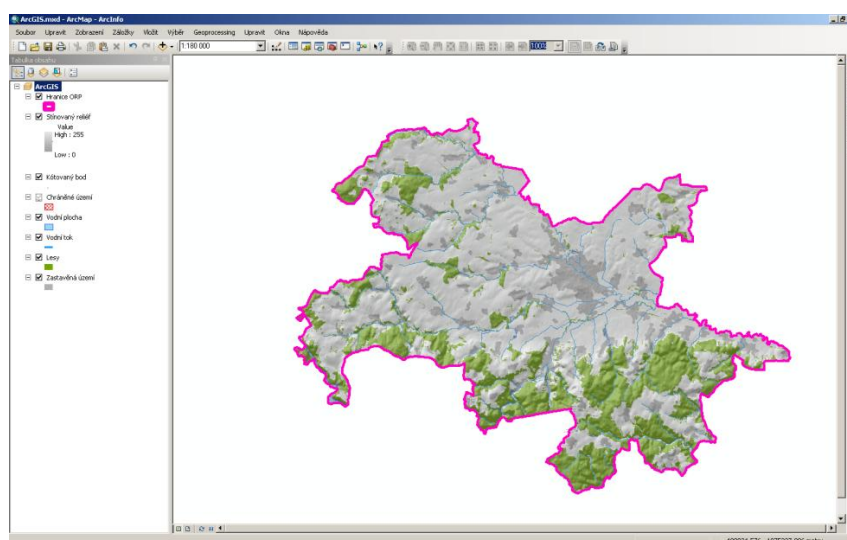 ArcGIS.mxd - ArcMap - ArcInfo
Soubor Upravit Zobrazení Záložky Vložit Výběr Geoprocessing Upravit Okna Nápověda
1:180 000
100%
Tabulka obsahu
ArcGIS
Hranice ORP
Stínovaný reliéf
Value
High : 255
Low : 0
Kótovaný bod
Chráněné území
Vodní plocha
Vodní tok
Lesy
Zastavěná území